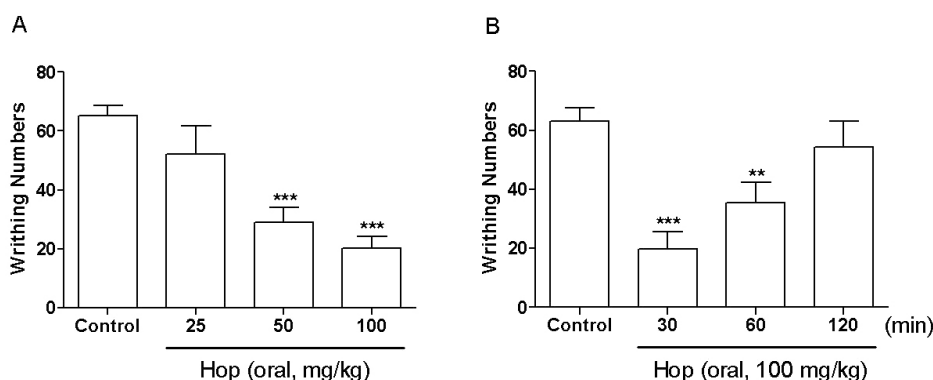 A
Writhing Numbers
80
60
40
20
0
***
***
Control 25 50 100
Hop (oral, mg/kg)
B
Writhing Numbers
80
60
40
20
0
***
**
Control 30 60 120 (min)
Hop (oral, 100 mg/kg)